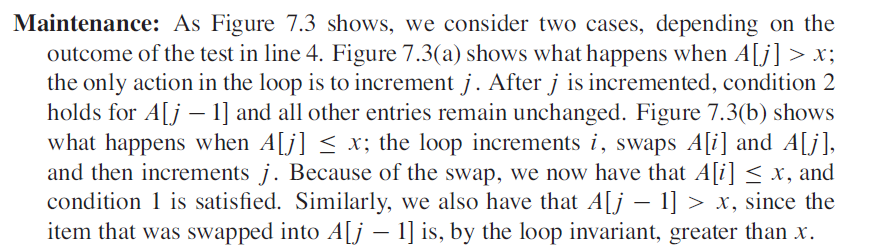 Maintenance: As Figure 7.3 shows, we consider two cases, depending on the
outcome of the test in line 4. Figure 7.3(a) shows what happens when A[j] > x;
the only action in the loop is to increment j. After j is incremented, condition 2
holds for A[j − 1] and all other entries remain unchanged. Figure 7.3(b) shows
what happens when A[j] ≤ x; the loop increments i, swaps A[i] and A[j],
and then increments j. Because of the swap, we now have that A[i] ≤ x, and
condition 1 is satisfied. Similarly, we also have that A[j − 1] > x, since the
item that was swapped into A[j − 1] is, by the loop invariant, greater than x.